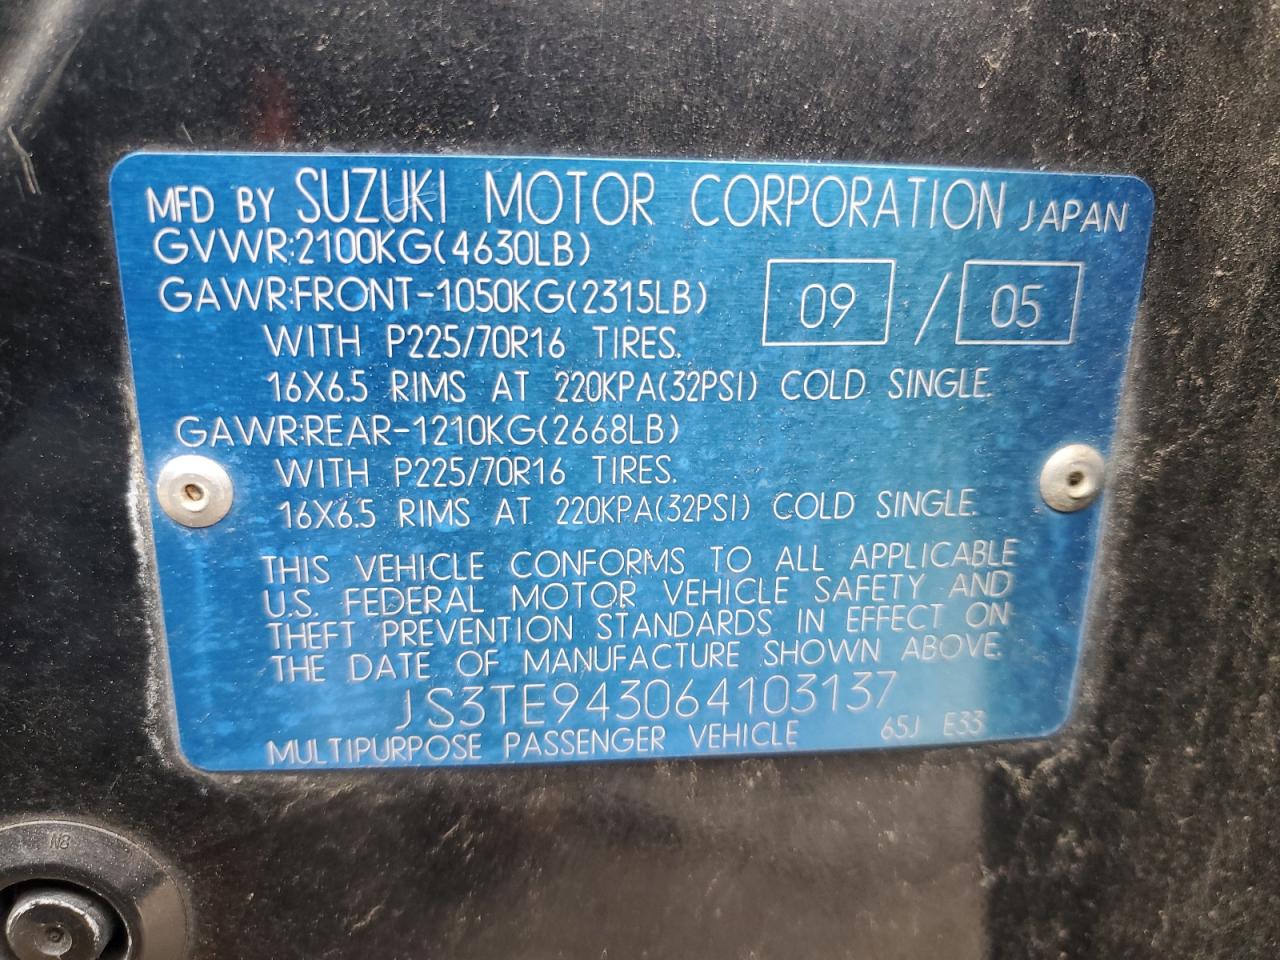 MFD BY SUZUKI MOTOR CORPORATION JAPAN
GVWR:2100KG(4630LB)
GAWR:FRONT-1050KG(2315LB) 09 / 05
WITH P225/70R16 TIRES.
16X6.5 RIMS AT 220KPA(32PSI) COLD SINGLE.
GAWR:REAR-1210KG(2668LB)
WITH P225/70R16 TIRES.
16X6.5 RIMS AT 220KPA(32PSI) COLD SINGLE.
THIS VEHICLE CONFORMS TO ALL APPLICABLE
U.S. FEDERAL MOTOR VEHICLE SAFETY AND
THEFT PREVENTION STANDARDS IN EFFECT ON
THE DATE OF MANUFACTURE SHOWN ABOVE.
JS3TE943064103137
MULTIPURPOSE PASSENGER VEHICLE 65J E33